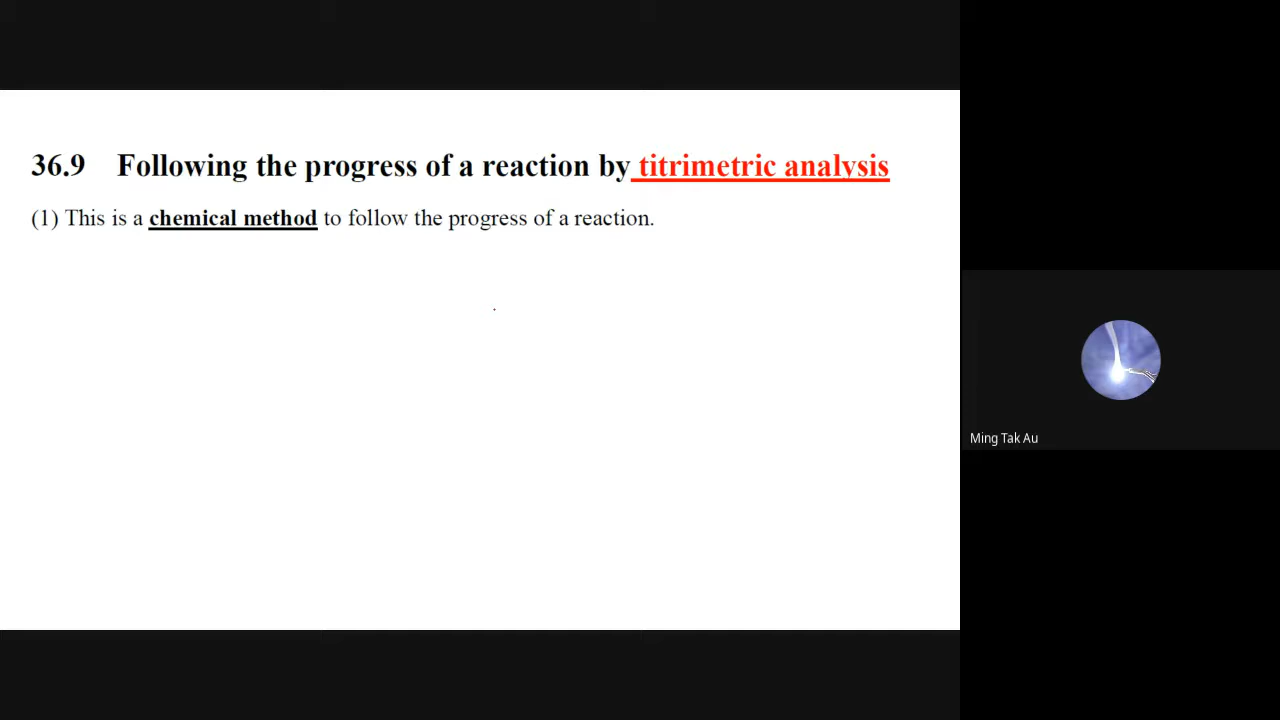 36.9 Following the progress of a reaction by titrimetric analysis
(1) This is a chemical method to follow the progress of a reaction.
Ming Tak Au